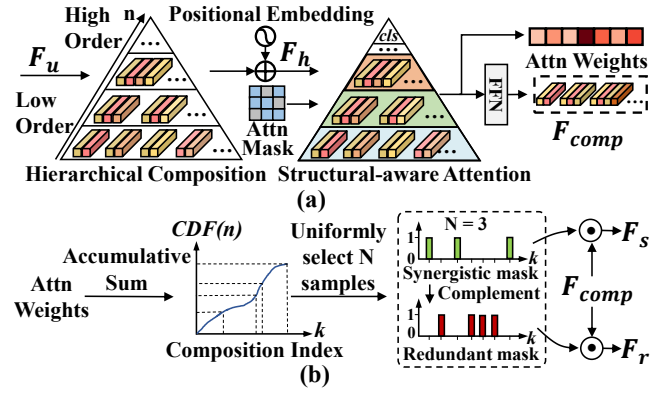 High Order
n
Positional Embedding
F_u
F_h
cls
...
Low Order
Attn Mask
FFN
Attn Weights
F_comp
Hierarchical Composition
Structural-aware Attention
(a)
CDF(n)
Attn Weights
Accumulative Sum
k
Composition Index
Uniformly select N samples
N = 3
1
0
k
Synergistic mask
Complement
1
0
k
Redundant mask
F_s
F_comp
F_r
(b)